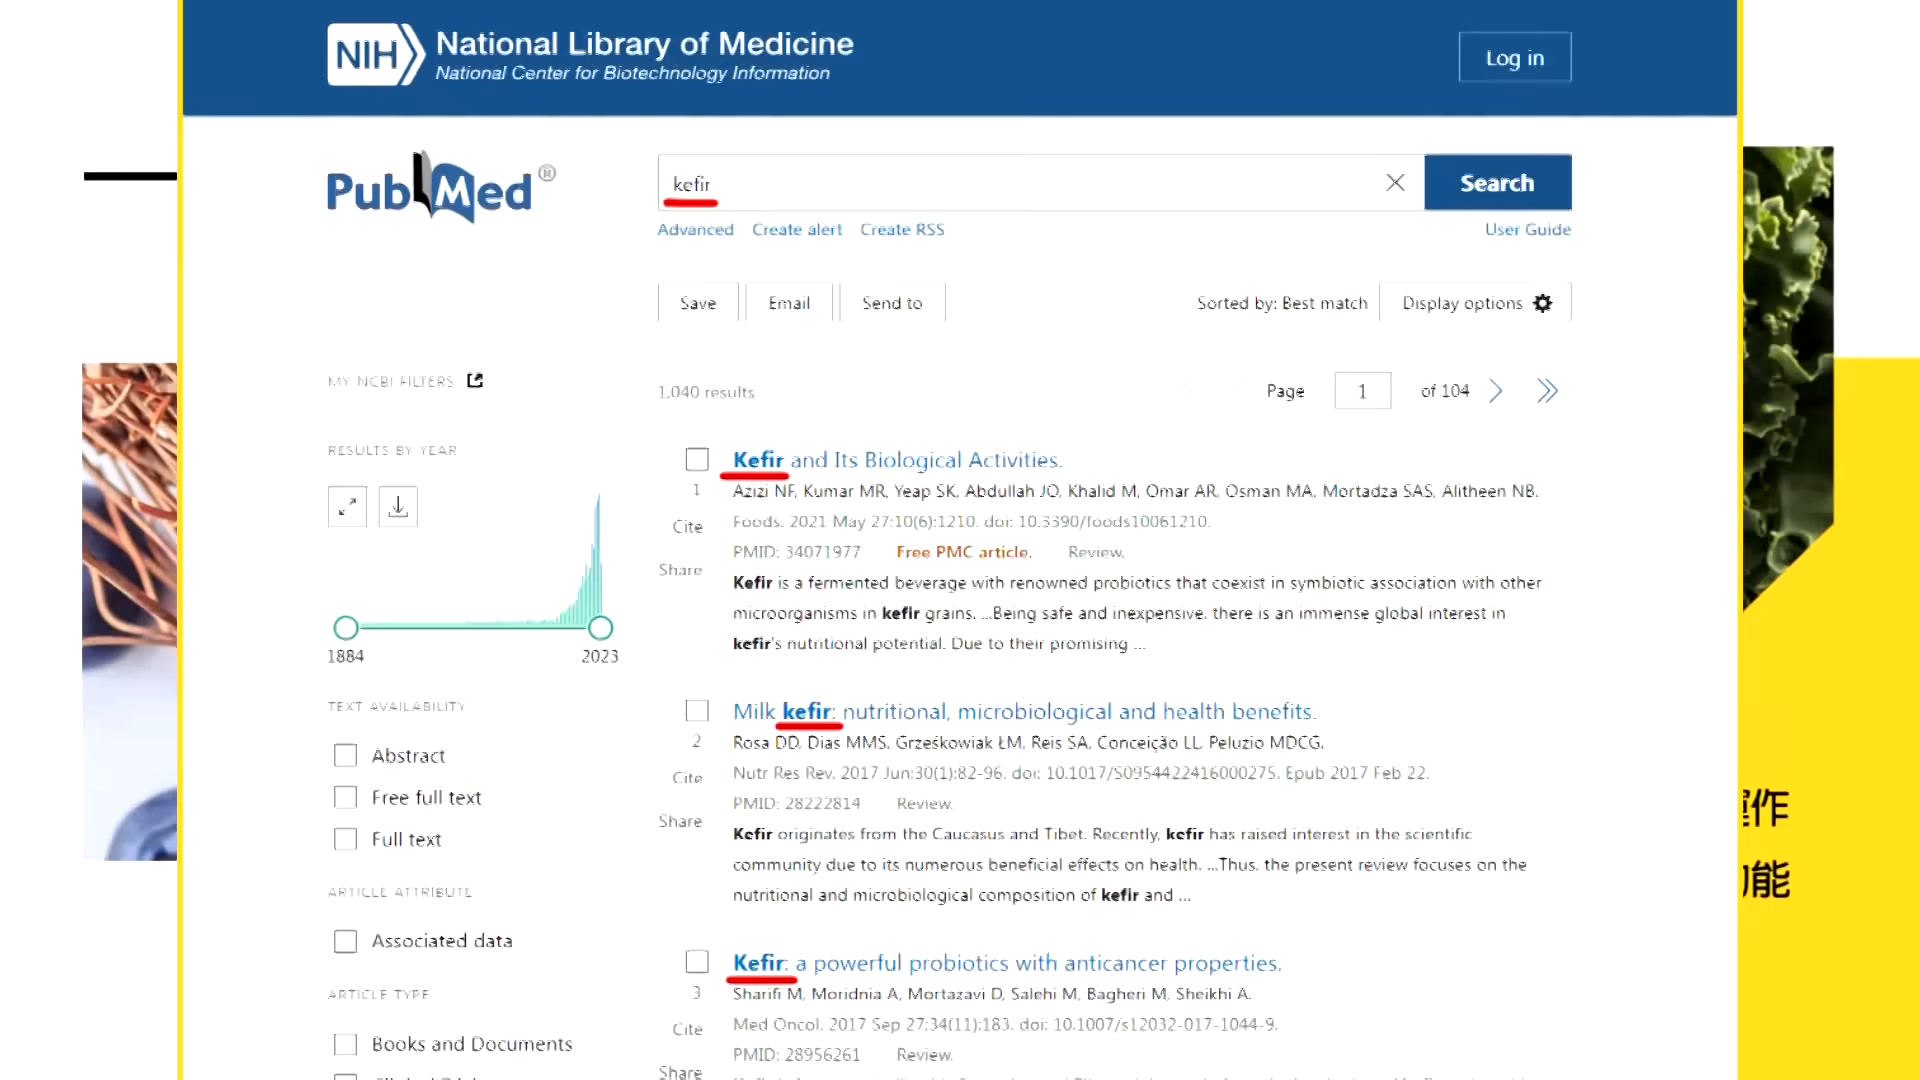 NIH National Library of Medicine
National Center for Biotechnology Information
Log in
PubMed®
kefir
Search
Advanced Create alert Create RSS
User Guide
Save Email Send to
Sorted by: Best match Display options
MY NCBI FILTERS
1,040 results
Page 1 of 104
RESULTS BY YEAR
1884 2023
TEXT AVAILABILITY
Abstract
Free full text
Full text
ARTICLE ATTRIBUTE
Associated data
ARTICLE TYPE
Books and Documents
Kefir and Its Biological Activities.
1
Azizi NF, Kumar MR, Yeap SK, Abdullah JO, Khalid M, Omar AR, Osman MA, Mortadza SAS, Alitheen NB.
Cite
Foods. 2021 May 27;10(6):1210. doi: 10.3390/foods10061210.
PMID: 34071977 Free PMC article. Review.
Share
Kefir is a fermented beverage with renowned probiotics that coexist in symbiotic association with other
microorganisms in kefir grains. ...Being safe and inexpensive, there is an immense global interest in
kefir's nutritional potential. Due to their promising ...
Milk kefir: nutritional, microbiological and health benefits.
2
Rosa DD, Dias MMS, Grześkowiak ŁM, Reis SA, Conceição LL, Peluzio MDCG.
Cite
Nutr Res Rev. 2017 Jun;30(1):82-96. doi: 10.1017/S0954422416000275. Epub 2017 Feb 22.
PMID: 28222814 Review.
Share
Kefir originates from the Caucasus and Tibet. Recently, kefir has raised interest in the scientific
community due to its numerous beneficial effects on health. ...Thus, the present review focuses on the
nutritional and microbiological composition of kefir and ...
Kefir: a powerful probiotics with anticancer properties.
3
Sharifi M, Moridnia A, Mortazavi D, Salehi M, Bagheri M, Sheikhi A.
Cite
Med Oncol. 2017 Sep 27;34(11):183. doi: 10.1007/s12032-017-1044-9.
PMID: 28956261 Review.
Share
作
能